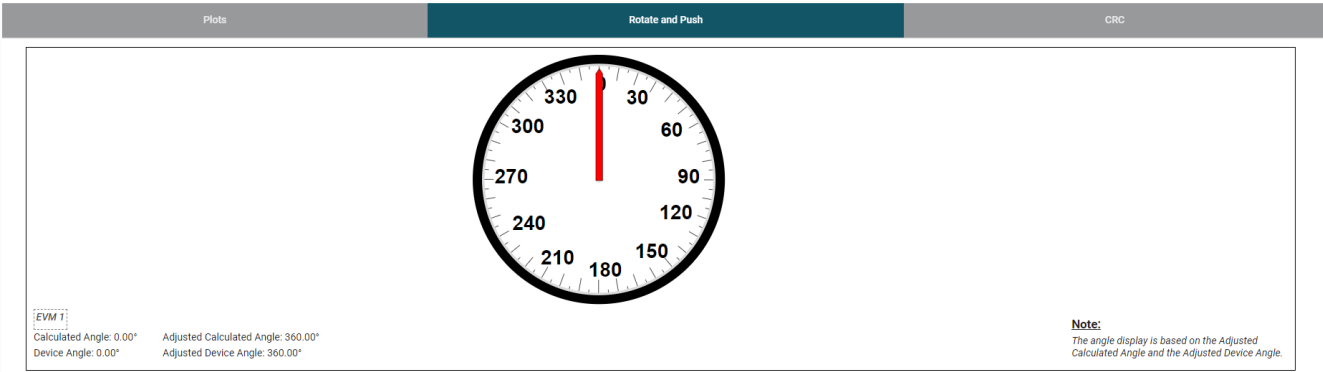 Plots
Rotate and Push
CRC
0
330
30
300
60
270
90
240
120
210
150
180
EVM 1
Calculated Angle: 0.00° Adjusted Calculated Angle: 360.00°
Device Angle: 0.00° Adjusted Device Angle: 360.00°
Note:
The angle display is based on the Adjusted
Calculated Angle and the Adjusted Device Angle.